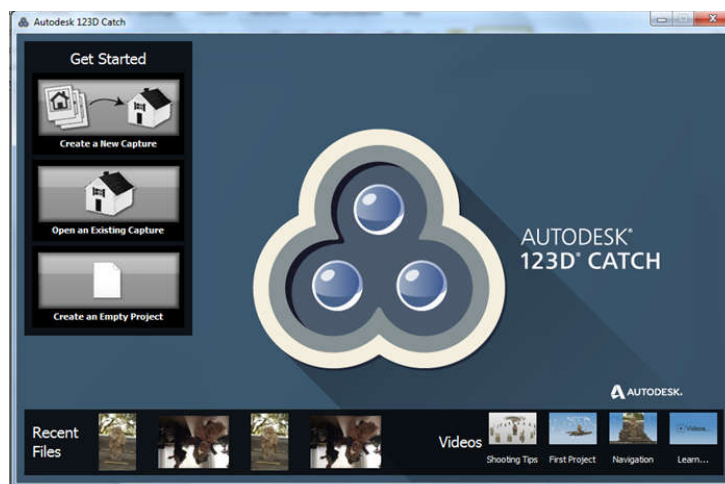 Autodesk 123D Catch
Get Started
Create a New Capture
Open an Existing Capture
Create an Empty Project
AUTODESK®
123D® CATCH
AUTODESK.
Recent
Files
Videos
Shooting Tips
First Project
Navigation
Videos...
Learn...